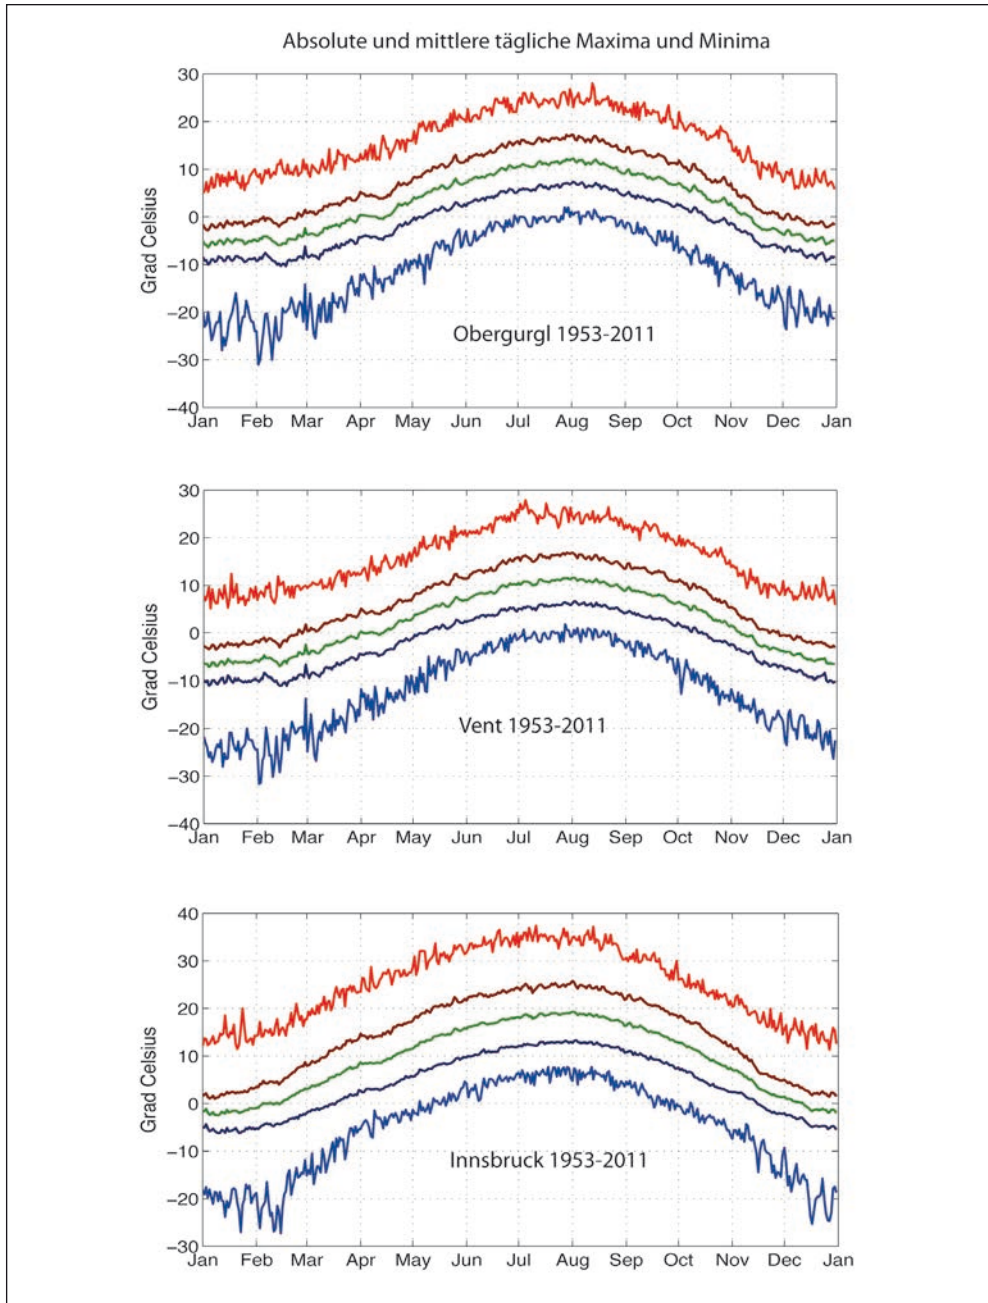 Absolute und mittlere tägliche Maxima und Minima
30
20
10
0
−10
−20
−30
−40
Grad Celsius
Obergurgl 1953-2011
Jan Feb Mar Apr May Jun Jul Aug Sep Oct Nov Dec Jan
30
20
10
0
−10
−20
−30
−40
Grad Celsius
Vent 1953-2011
Jan Feb Mar Apr May Jun Jul Aug Sep Oct Nov Dec Jan
40
30
20
10
0
−10
−20
−30
Grad Celsius
Innsbruck 1953-2011
Jan Feb Mar Apr May Jun Jul Aug Sep Oct Nov Dec Jan